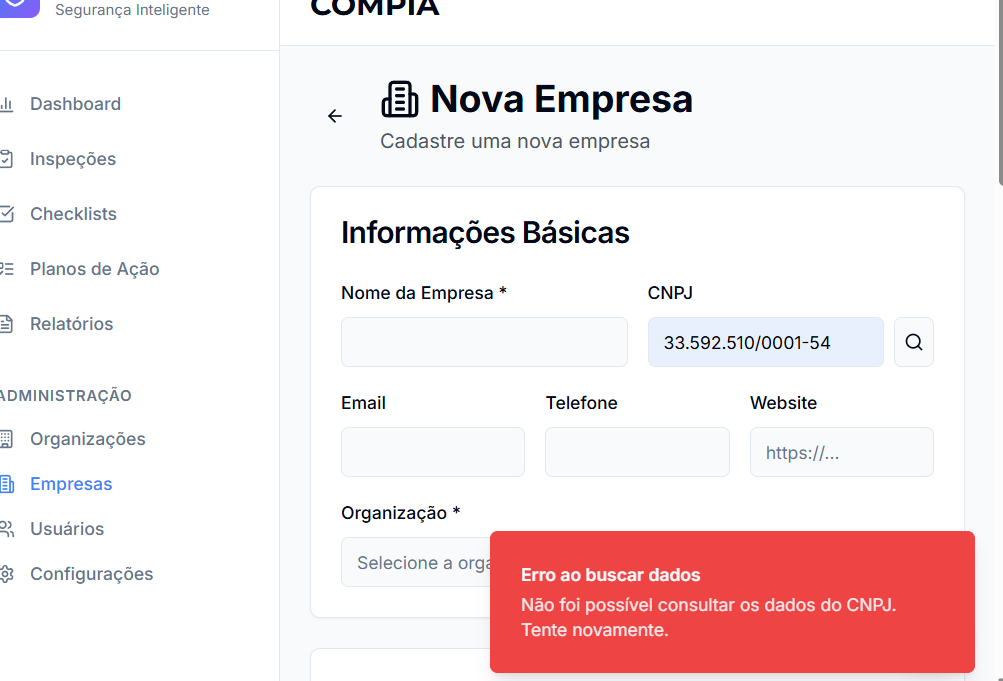 Segurança Inteligente
COMPIA
Dashboard
Inspeções
Checklists
Planos de Ação
Relatórios
ADMINISTRAÇÃO
Organizações
Empresas
Usuários
Configurações
Nova Empresa
Cadastre uma nova empresa
Informações Básicas
Nome da Empresa *
CNPJ
33.592.510/0001-54
Email
Telefone
Website
https://...
Organização *
Selecione a orga
Erro ao buscar dados
Não foi possível consultar os dados do CNPJ.
Tente novamente.